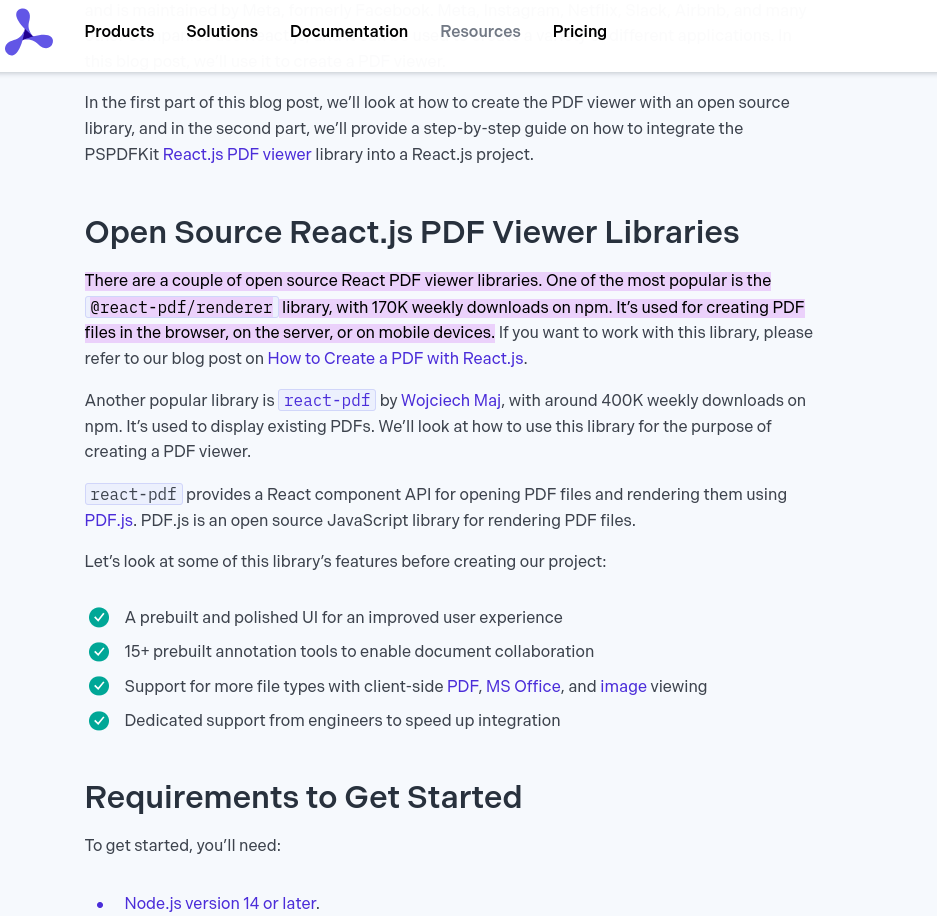 Products Solutions Documentation Resources Pricing
In the first part of this blog post, we’ll look at how to create the PDF viewer with an open source
library, and in the second part, we’ll provide a step-by-step guide on how to integrate the
PSPDFKit React.js PDF viewer library into a React.js project.
Open Source React.js PDF Viewer Libraries
There are a couple of open source React PDF viewer libraries. One of the most popular is the
@react-pdf/renderer library, with 170K weekly downloads on npm. It’s used for creating PDF
files in the browser, on the server, or on mobile devices. If you want to work with this library, please
refer to our blog post on How to Create a PDF with React.js.
Another popular library is react-pdf by Wojciech Maj, with around 400K weekly downloads on
npm. It’s used to display existing PDFs. We’ll look at how to use this library for the purpose of
creating a PDF viewer.
react-pdf provides a React component API for opening PDF files and rendering them using
PDF.js. PDF.js is an open source JavaScript library for rendering PDF files.
Let’s look at some of this library’s features before creating our project:
A prebuilt and polished UI for an improved user experience
15+ prebuilt annotation tools to enable document collaboration
Support for more file types with client-side PDF, MS Office, and image viewing
Dedicated support from engineers to speed up integration
Requirements to Get Started
To get started, you’ll need:
• Node.js version 14 or later.